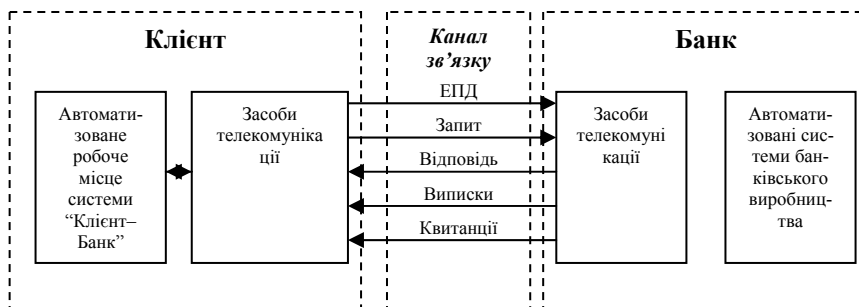 Клієнт
Канал
зв’язку
Банк
Автомати-
зоване
робоче
місце
системи
“Клієнт–
Банк”
Засоби
телекомуніка
ції
ЕПД
Запит
Відповідь
Виписки
Квитанції
Засоби
телекомуні
кації
Автомати-
зовані сис-
теми бан-
ківського
виробниц-
тва